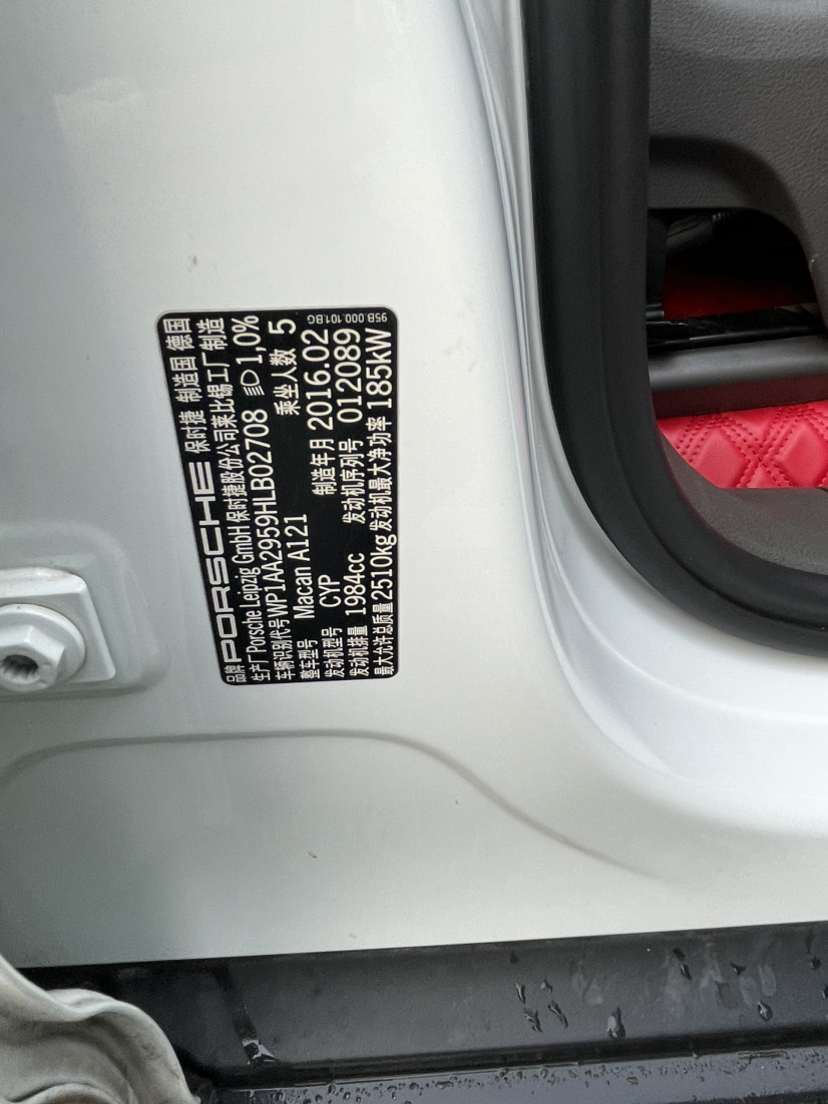 品牌 PORSCHE 保时捷 制造国 德国
生产厂 Porsche Leipzig GmbH 保时捷股份公司莱比锡工厂制造
车辆识别代号 WP1AA2959HLB02708 1,0%
整车型号 Macan A121 乘坐人数 5
发动机型号 CYP 制造年月 2016.02
发动机排量 1984cc 发动机序列号 012089
最大允许总质量 2510kg 发动机最大净功率 185kW
95B.000.101.BG